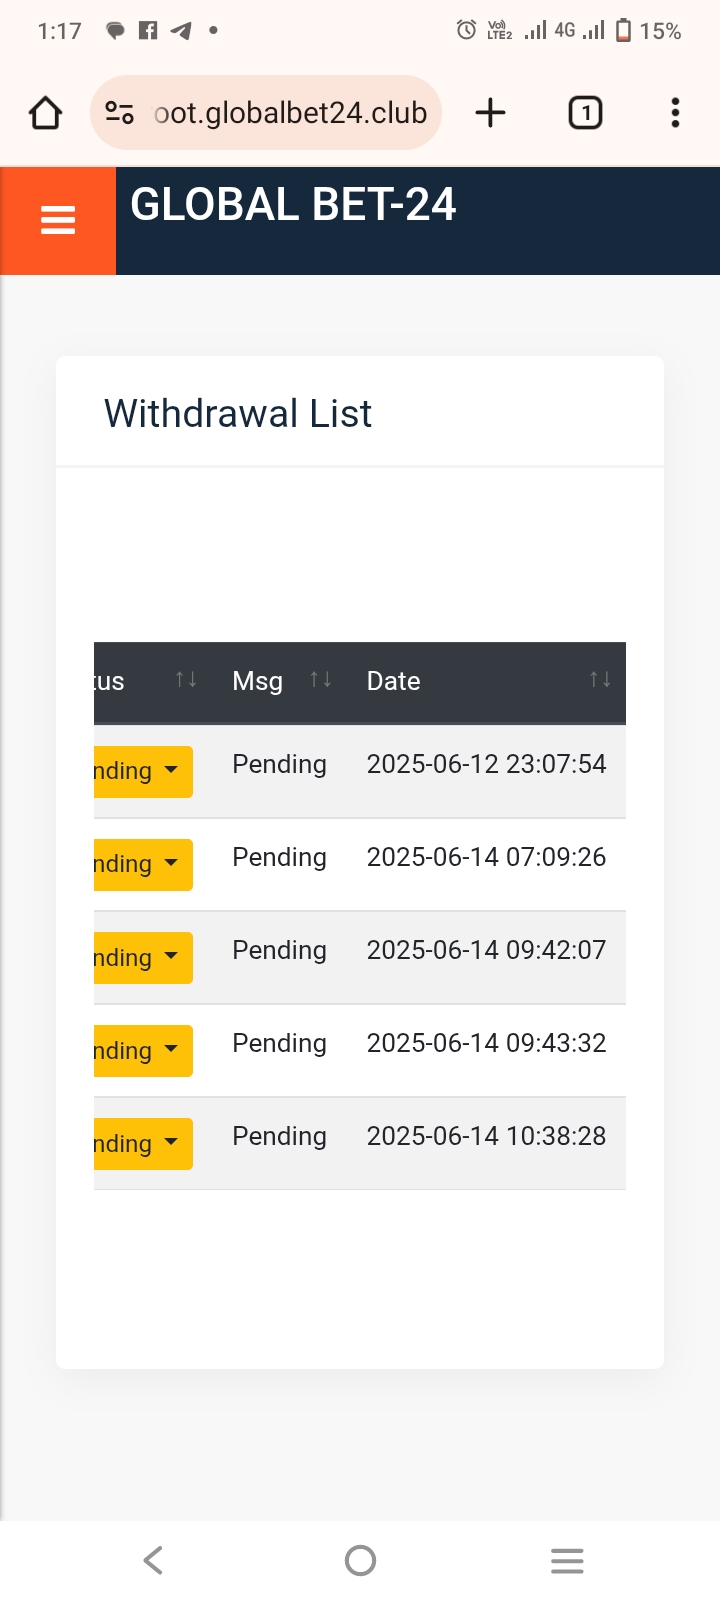 1:17 Vo)) LTE2 4G 15%
oot.globalbet24.club 1
GLOBAL BET-24
Withdrawal List
tus Msg Date
nding Pending 2025-06-12 23:07:54
nding Pending 2025-06-14 07:09:26
nding Pending 2025-06-14 09:42:07
nding Pending 2025-06-14 09:43:32
nding Pending 2025-06-14 10:38:28